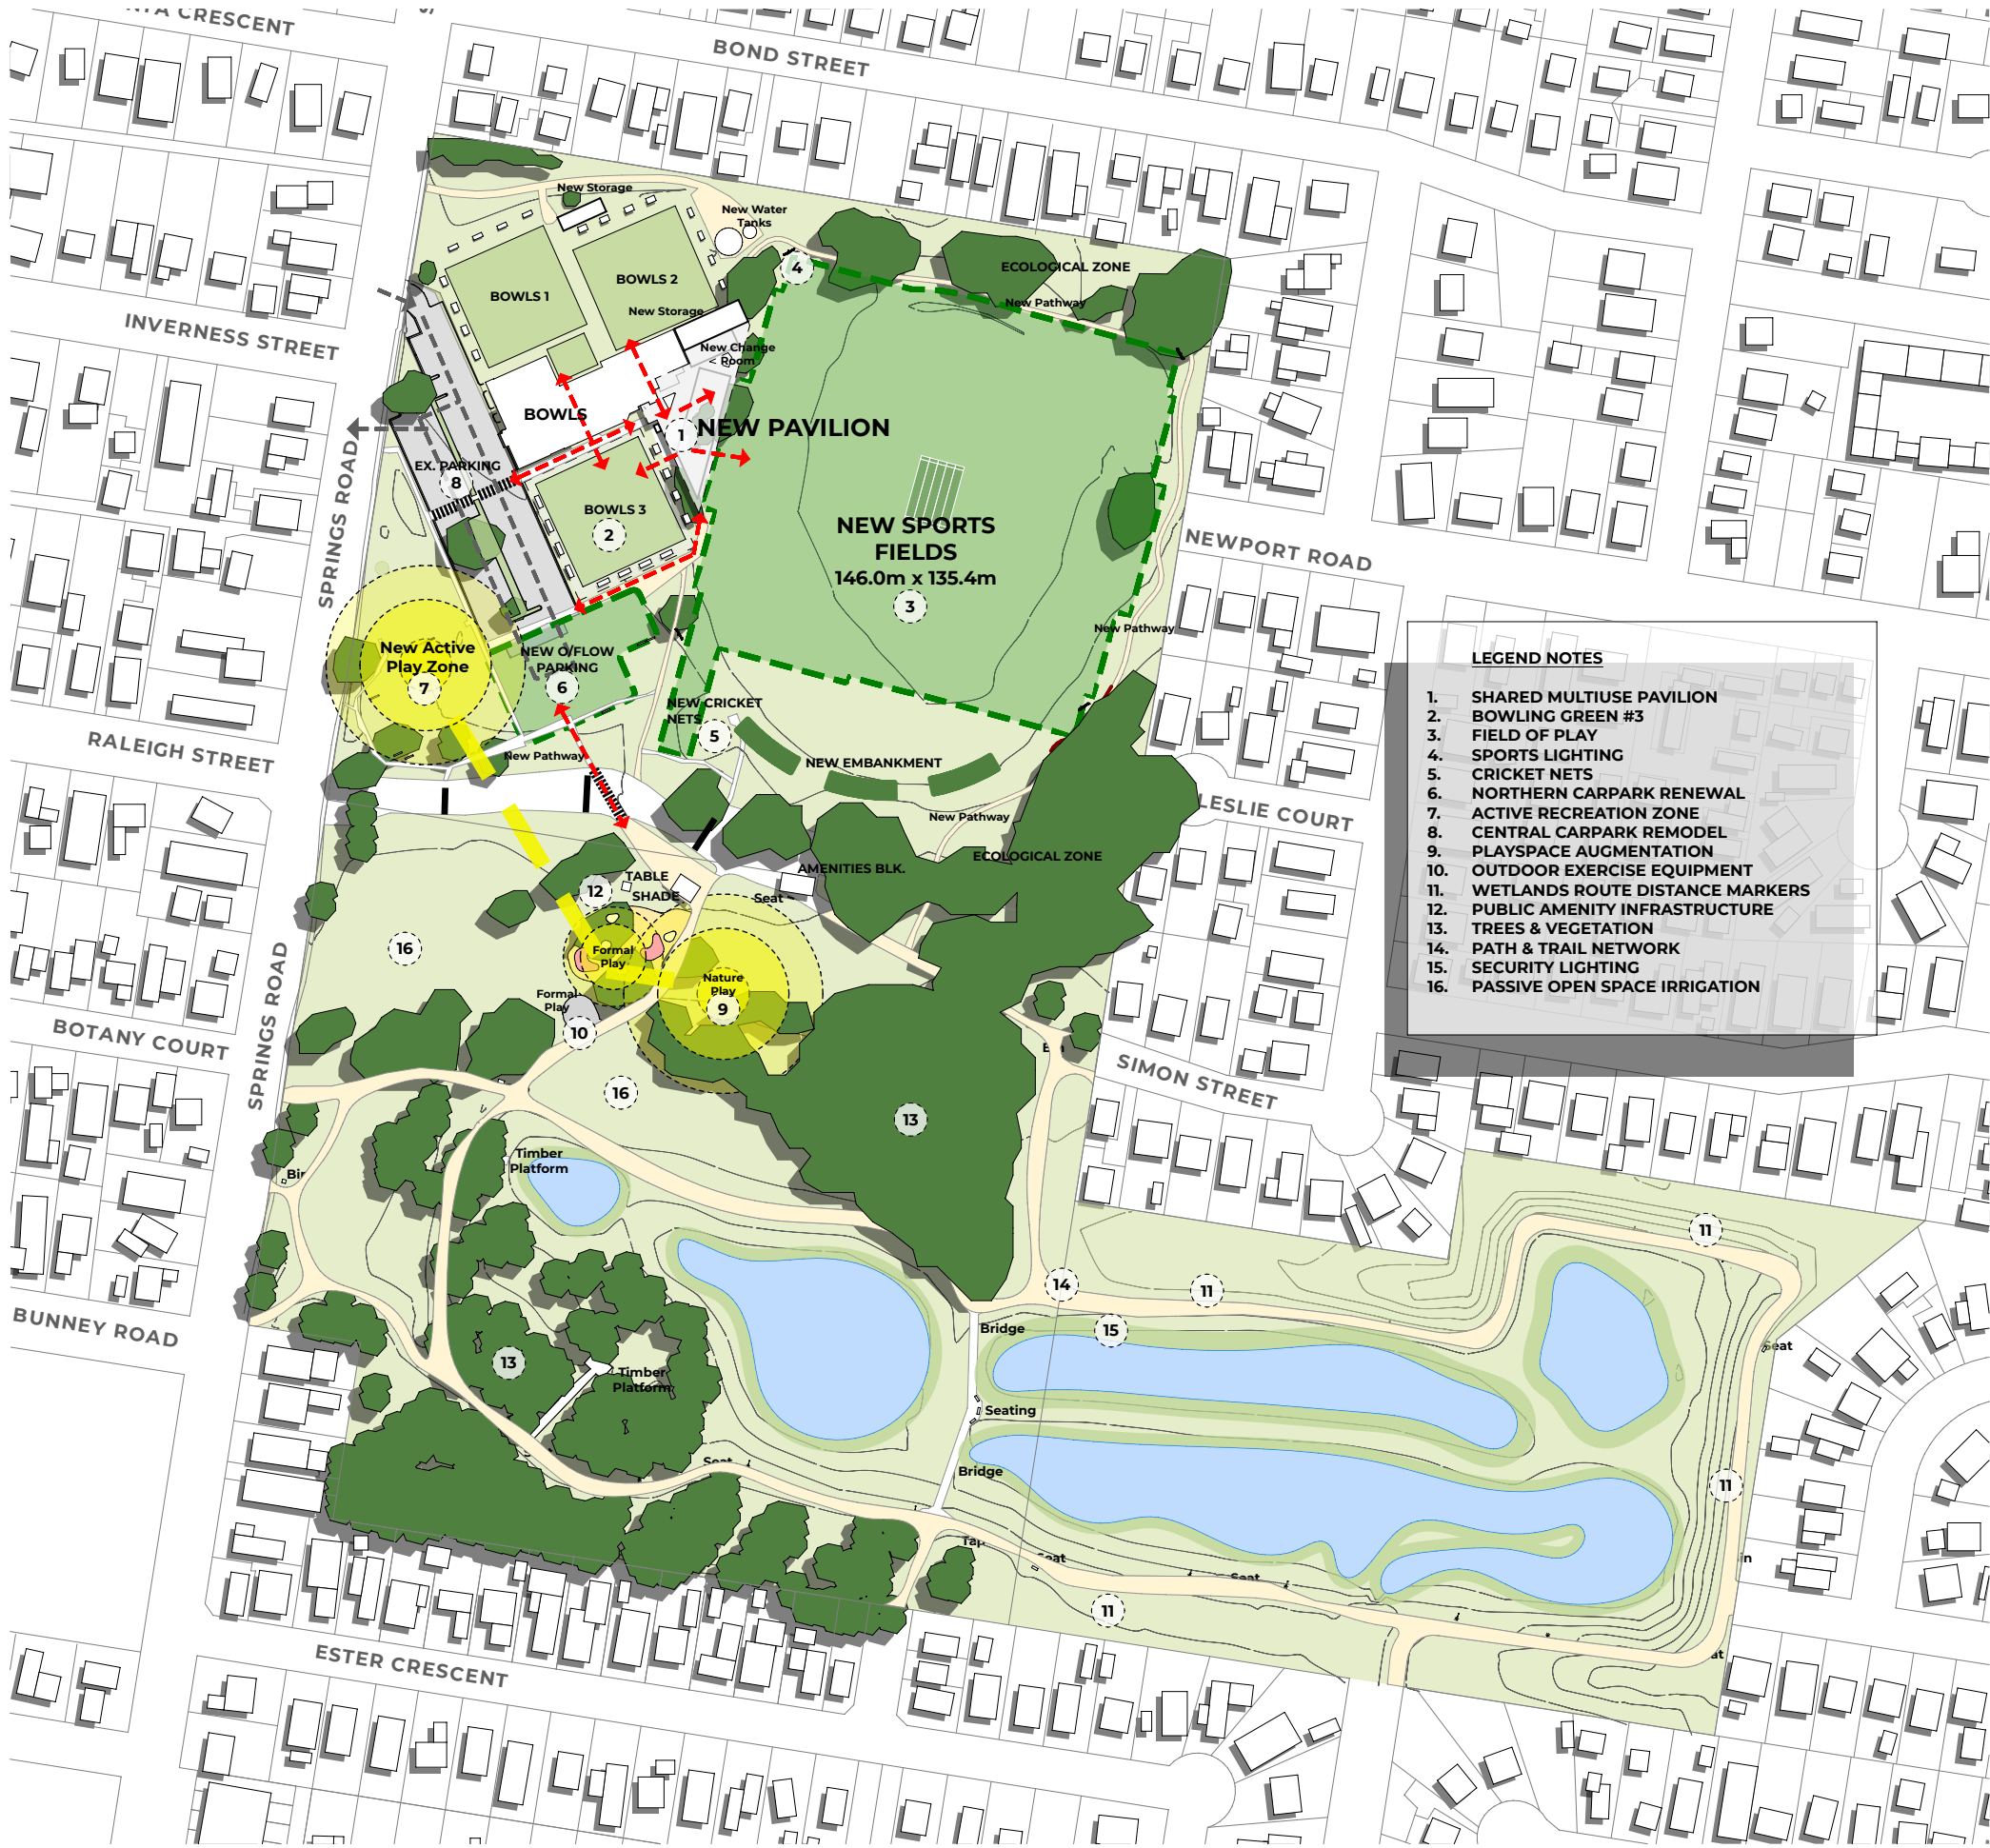 BOND STREET
New Storage
New Water
Tanks
ECOLOGICAL ZONE
BOWLS 1
BOWLS 2
4
New Pathway
New Storage
INVERNESS STREET
New Change
< Room
BOWLS
1
NEW PAVILION
EX. PARKING
8
SPRINGS ROAD
BOWLS 3
2
NEW SPORTS
FIELDS
146.0m x 135.4m
3
NEWPORT ROAD
New Pathway
New Active
Play Zone
7
NEW O/FLOW
PARKING
6
NEW CRICKET
NETS
5
RALEIGH STREET
New Pathway
NEW EMBANKMENT
New Pathway
LESLIE COURT
LEGEND NOTES
1. SHARED MULTIUSE PAVILION
2. BOWLING GREEN #3
3. FIELD OF PLAY
4. SPORTS LIGHTING
5. CRICKET NETS
6. NORTHERN CARPARK RENEWAL
7. ACTIVE RECREATION ZONE
8. CENTRAL CARPARK REMODEL
9. PLAYSPACE AUGMENTATION
10. OUTDOOR EXERCISE EQUIPMENT
11. WETLANDS ROUTE DISTANCE MARKERS
12. PUBLIC AMENITY INFRASTRUCTURE
13. TREES & VEGETATION
14. PATH & TRAIL NETWORK
15. SECURITY LIGHTING
16. PASSIVE OPEN SPACE IRRIGATION
ECOLOGICAL ZONE
AMENITIES BLK.
TABLE
12
SHADE
Seat
16
Formal
Play
Nature
Play
9
Formal
Play
10
SPRINGS ROAD
BOTANY COURT
SIMON STREET
16
13
Timber
Platform
11
14
11
15
Bridge
BUNNEY ROAD
Seat
13
Timber
Platform
Seating
Seat
Bridge
11
Tap
Seat
Seat
11
ESTER CRESCENT